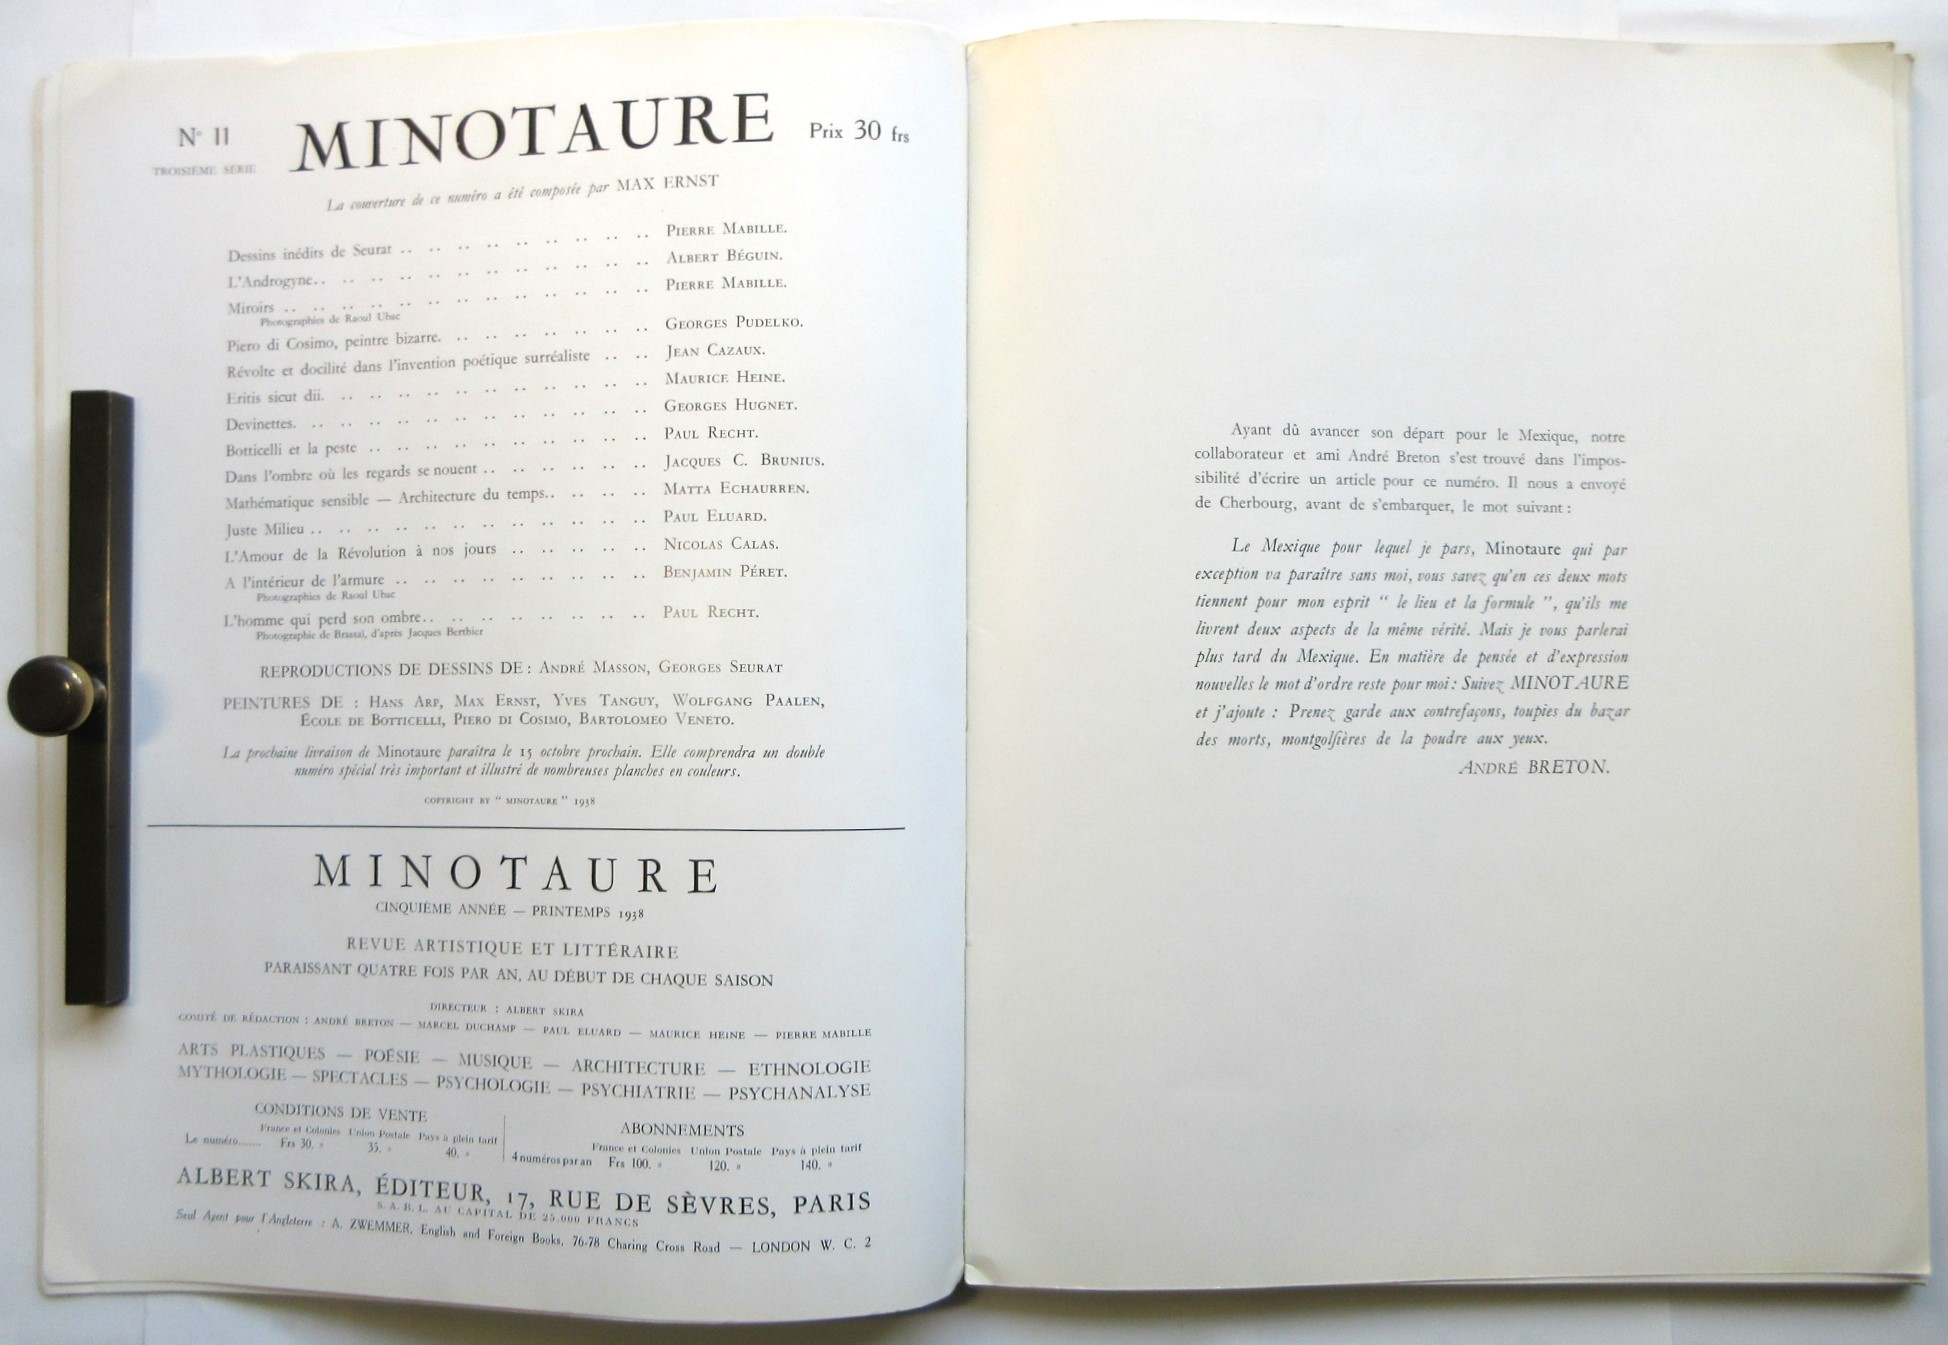 N° 11
TROISIÈME SÉRIE
MINOTAURE
Prix 30 frs
La couverture de ce numéro a été composée par MAX ERNST
Dessins inédits de Seurat .. .. .. .. .. .. .. .. .. PIERRE MABILLE.
L'Androgyne.. .. .. .. .. .. .. .. .. .. .. .. ALBERT BÉGUIN.
Miroirs .. .. .. .. .. .. .. .. .. .. .. .. .. PIERRE MABILLE.
Photographies de Raoul Ubac
Piero di Cosimo, peintre bizarre. .. .. .. .. .. .. .. GEORGES PUDELKO.
Révolte et docilité dans l'invention poétique surréaliste .. .. JEAN CAZAUX.
Eritis sicut dii. .. .. .. .. .. .. .. .. .. .. .. MAURICE HEINE.
Devinettes. .. .. .. .. .. .. .. .. .. .. .. .. GEORGES HUGNET.
Botticelli et la peste .. .. .. .. .. .. .. .. .. .. PAUL RECHT.
Dans l'ombre où les regards se nouent .. .. .. .. .. .. JACQUES C. BRUNIUS.
Mathématique sensible — Architecture du temps.. .. .. .. MATTA ECHAURREN.
Juste Milieu .. .. .. .. .. .. .. .. .. .. .. .. PAUL ELUARD.
L'Amour de la Révolution à nos jours .. .. .. .. .. NICOLAS CALAS.
A l'intérieur de l'armure .. .. .. .. .. .. .. .. .. BENJAMIN PÉRET.
Photographies de Raoul Ubac
L'homme qui perd son ombre.. .. .. .. .. .. .. .. PAUL RECHT.
Photographie de Brassaï, d'après Jacques Berthier
REPRODUCTIONS DE DESSINS DE : ANDRÉ MASSON, GEORGES SEURAT
PEINTURES DE : HANS ARP, MAX ERNST, YVES TANGUY, WOLFGANG PAALEN,
ÉCOLE DE BOTTICELLI, PIERO DI COSIMO, BARTOLOMEO VENETO.
La prochaine livraison de Minotaure paraîtra le 15 octobre prochain. Elle comprendra un double
numéro spécial très important et illustré de nombreuses planches en couleurs.
COPYRIGHT BY " MINOTAURE " 1938
MINOTAURE
CINQUIÈME ANNÉE — PRINTEMPS 1938
REVUE ARTISTIQUE ET LITTÉRAIRE
PARAISSANT QUATRE FOIS PAR AN, AU DÉBUT DE CHAQUE SAISON
DIRECTEUR : ALBERT SKIRA
COMITÉ DE RÉDACTION : ANDRÉ BRETON — MARCEL DUCHAMP — PAUL ELUARD — MAURICE HEINE — PIERRE MABILLE
ARTS PLASTIQUES — POÉSIE — MUSIQUE — ARCHITECTURE — ETHNOLOGIE
MYTHOLOGIE — SPECTACLES — PSYCHOLOGIE — PSYCHIATRIE — PSYCHANALYSE
CONDITIONS DE VENTE
France et Colonies Union Postale Pays à plein tarif
Le numéro....... Frs 30. » 35. » 40. »
ABONNEMENTS
France et Colonies Union Postale Pays à plein tarif
4 numéros par an Frs 100. » 120. » 140. »
ALBERT SKIRA, ÉDITEUR, 17, RUE DE SÈVRES, PARIS
S. A. R. L. AU CAPITAL DE 25.000 FRANCS
Seul Agent pour l'Angleterre : A. ZWEMMER, English and Foreign Books, 76-78 Charing Cross Road — LONDON W. C. 2
Ayant dû avancer son départ pour le Mexique, notre
collaborateur et ami André Breton s'est trouvé dans l'impos-
sibilité d'écrire un article pour ce numéro. Il nous a envoyé
de Cherbourg, avant de s'embarquer, le mot suivant :
Le Mexique pour lequel je pars, Minotaure qui par
exception va paraître sans moi, vous savez qu'en ces deux mots
tiennent pour mon esprit " le lieu et la formule ", qu'ils me
livrent deux aspects de la même vérité. Mais je vous parlerai
plus tard du Mexique. En matière de pensée et d'expression
nouvelles le mot d'ordre reste pour moi : Suivez MINOTAURE
et j'ajoute : Prenez garde aux contrefaçons, toupies du bazar
des morts, montgolfières de la poudre aux yeux.
ANDRÉ BRETON.